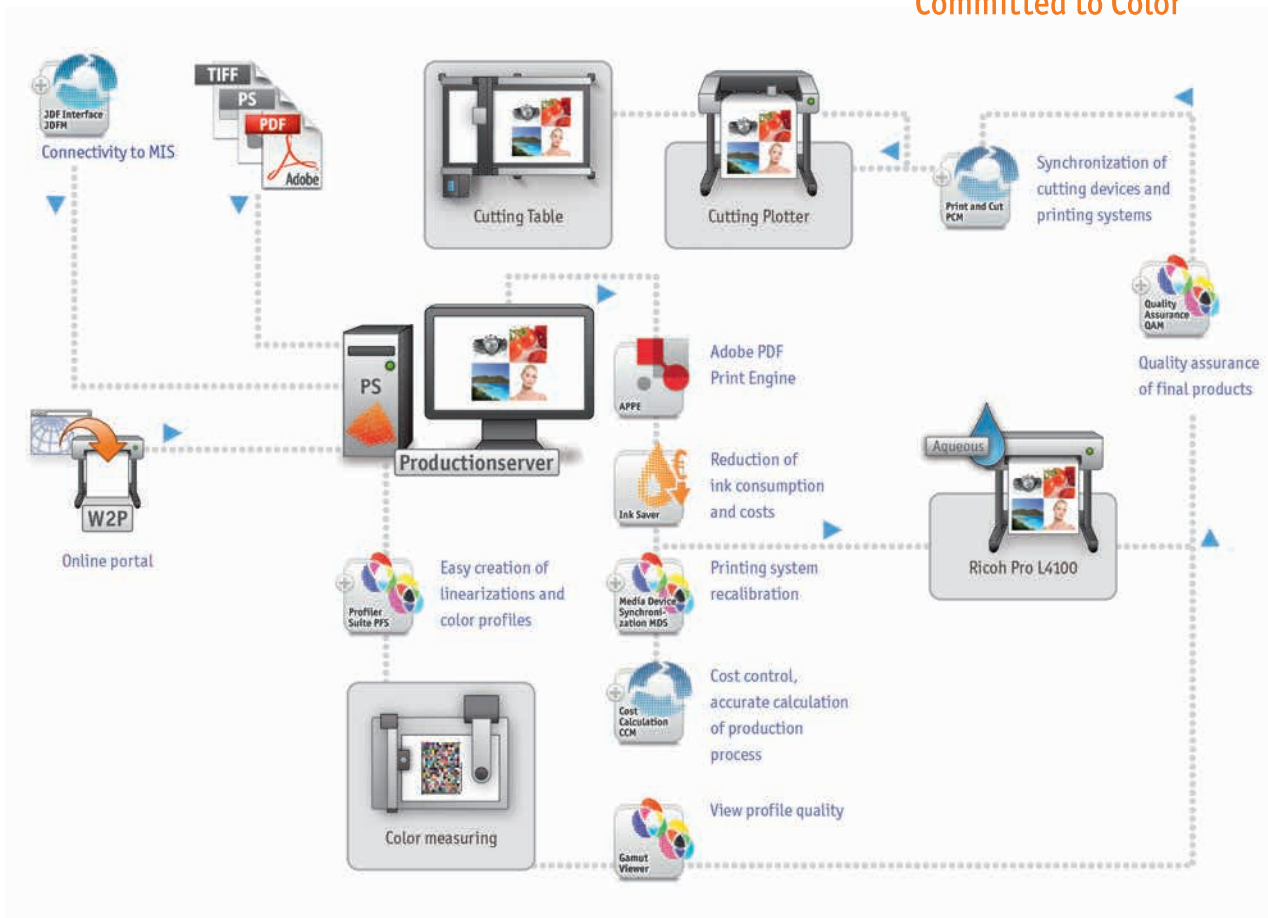 Committed to Color
JDF Interface
JDFM
Connectivity to MIS
TIFF
PS
PDF
Adobe
Cutting Table
Cutting Plotter
Print and Cut
PCM
Synchronization of
cutting devices and
printing systems
Quality
Assurance
QAM
Quality assurance
of final products
PS
Productionserver
APPE
Adobe PDF
Print Engine
W2P
Online portal
Ink Saver
Reduction of
ink consumption
and costs
Aqueous
Ricoh Pro L4100
Profiler
Suite PFS
Easy creation of
linearizations and
color profiles
Media Device
Synchroni-
zation MDS
Printing system
recalibration
Cost
Calculation
CCM
Cost control,
accurate calculation
of production
process
Color measuring
Gamut
Viewer
View profile quality